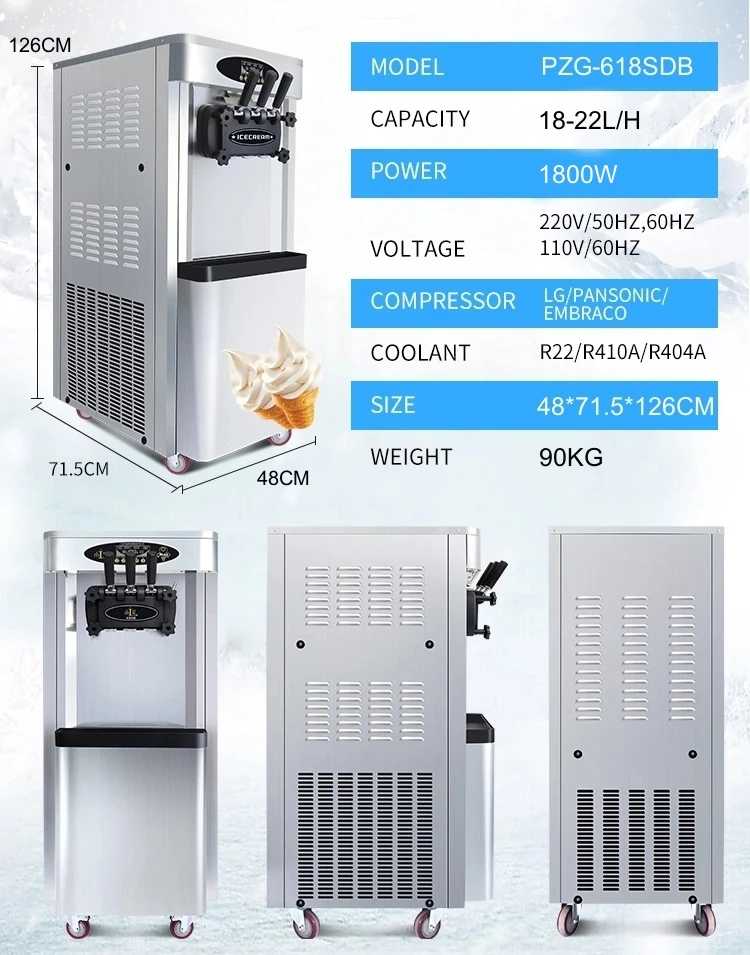 126CM
ICECREAM
71.5CM
48CM
MODEL PZG-618SDB
CAPACITY 18-22L/H
POWER 1800W
VOLTAGE 220V/50HZ,60HZ
110V/60HZ
COMPRESSOR LG/PANSONIC/
EMBRACO
COOLANT R22/R410A/R404A
SIZE 48*71.5*126CM
WEIGHT 90KG